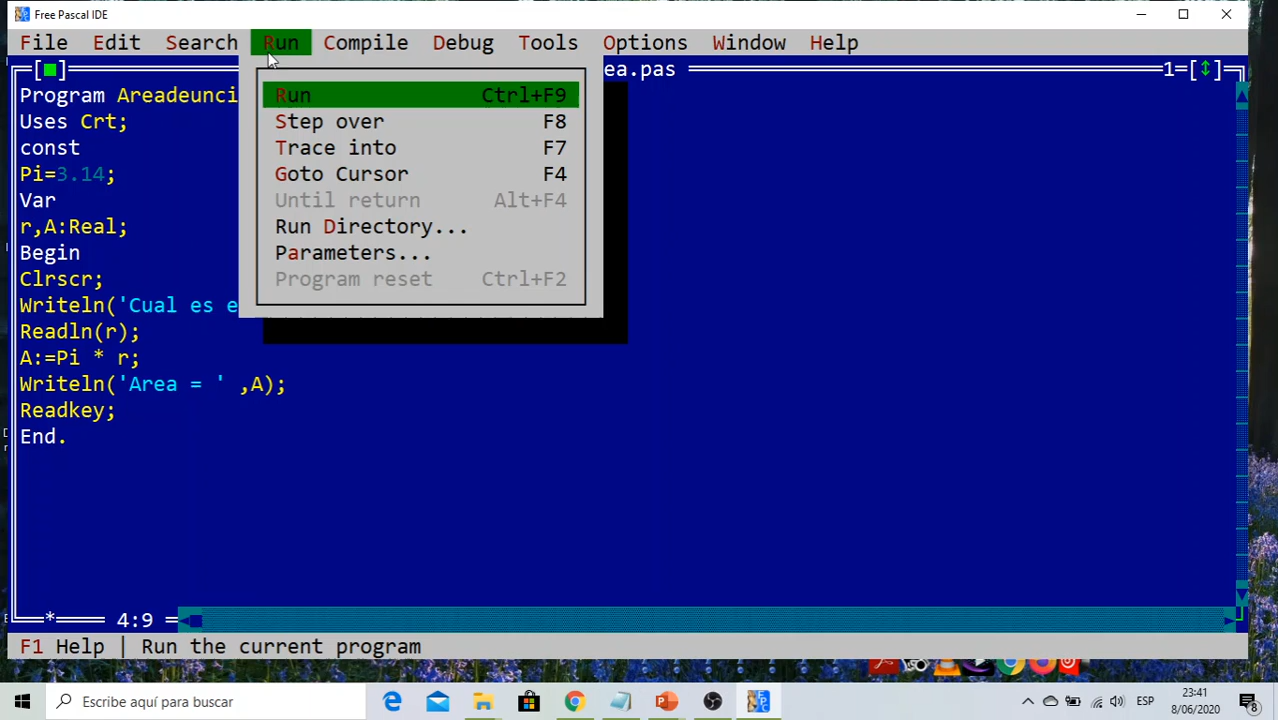 Free Pascal IDE
File Edit Search Run Compile Debug Tools Options Window Help
ea.pas 1=[↕]
Program Areadeunci
Uses Crt;
const
Pi=3.14;
Var
r,A:Real;
Begin
Clrscr;
Writeln('Cual es e
Readln(r);
A:=Pi * r;
Writeln('Area = ' ,A);
Readkey;
End.
Run Ctrl+F9
Step over F8
Trace into F7
Goto Cursor F4
Until return Alt+F4
Run Directory...
Parameters...
Program reset Ctrl+F2
* 4:9
F1 Help | Run the current program
Escribe aquí para buscar
ESP
23:41
8/06/2020
8